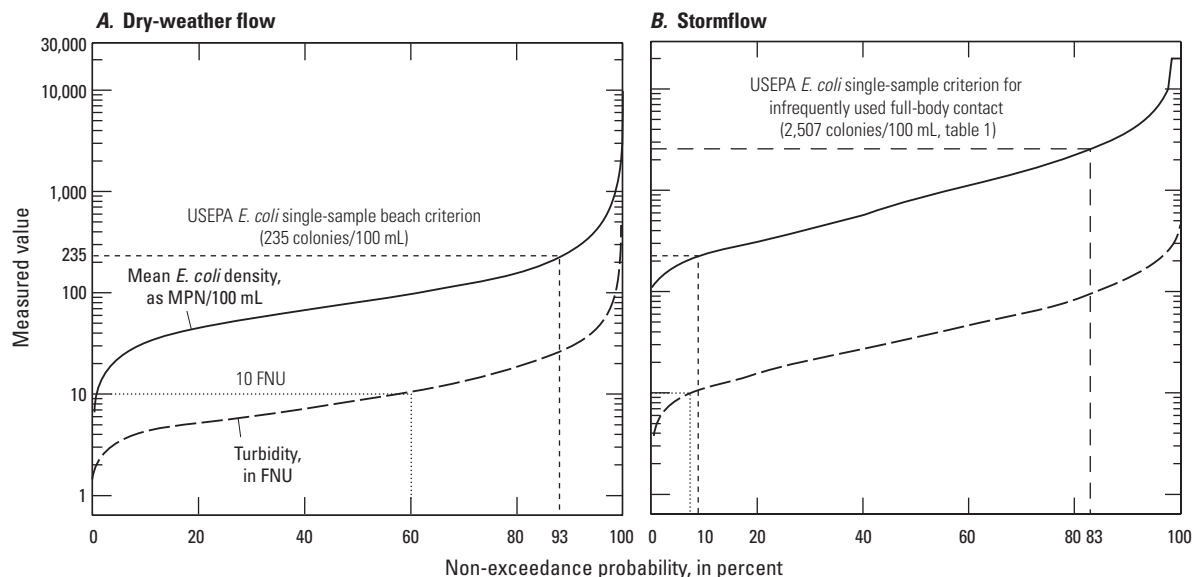 A. Dry-weather flow
B. Stormflow
30,000
10,000
1,000
235
100
10
1
Measured value
USEPA E. coli single-sample beach criterion
(235 colonies/100 mL)
Mean E. coli density,
as MPN/100 mL
10 FNU
Turbidity,
in FNU
0 20 40 60 80 93 100
USEPA E. coli single-sample criterion for
infrequently used full-body contact
(2,507 colonies/100 mL, table 1)
0 10 20 40 60 80 83 100
Non-exceedance probability, in percent